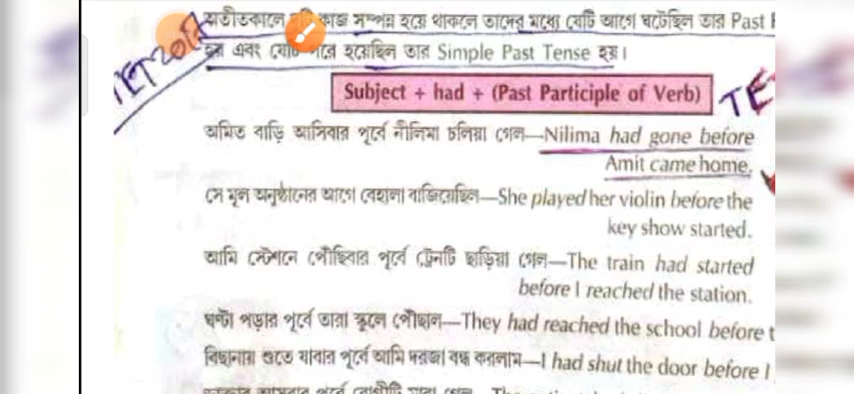 অতীতকালে কাজ সম্পন্ন হয়ে থাকলে তাদের মধ্যে যেটি আগে ঘটেছিল তার Past
হয় এবং যেটি পরে হয়েছিল তার Simple Past Tense হয়।
Subject + had + (Past Participle of Verb)
অমিত বাড়ি আসিবার পূর্বে নীলিমা চলিয়া গেল—Nilima had gone before
Amit came home.
সে মূল অনুষ্ঠানের আগে বেহালা বাজিয়েছিল—She played her violin before the
key show started.
আমি স্টেশনে পৌঁছিবার পূর্বে ট্রেনটি ছাড়িয়া গেল—The train had started
before I reached the station.
ঘণ্টা পড়ার পূর্বে তারা স্কুলে পৌঁছাল—They had reached the school before
বিছানায় শুতে যাবার পূর্বে আমি দরজা বন্ধ করলাম—I had shut the door before I